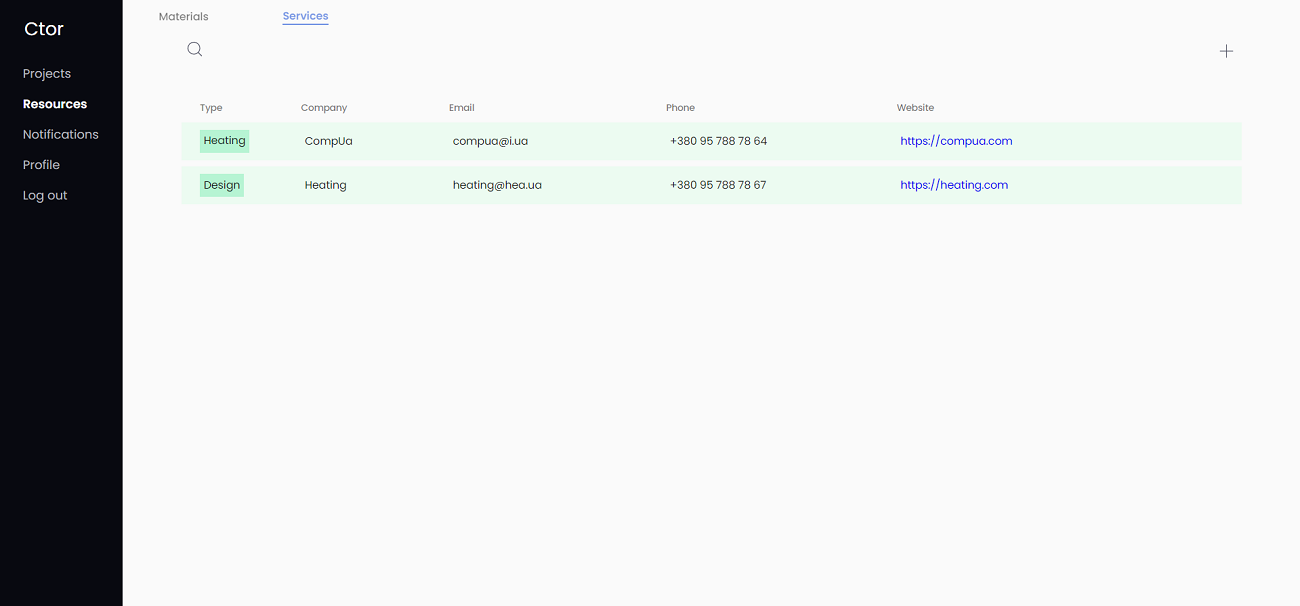 Ctor
Projects
Resources
Notifications
Profile
Log out
Materials Services
Type Company Email Phone Website
Heating CompUa compua@i.ua +380 95 788 78 64 https://compua.com
Design Heating heating@hea.ua +380 95 788 78 67 https://heating.com